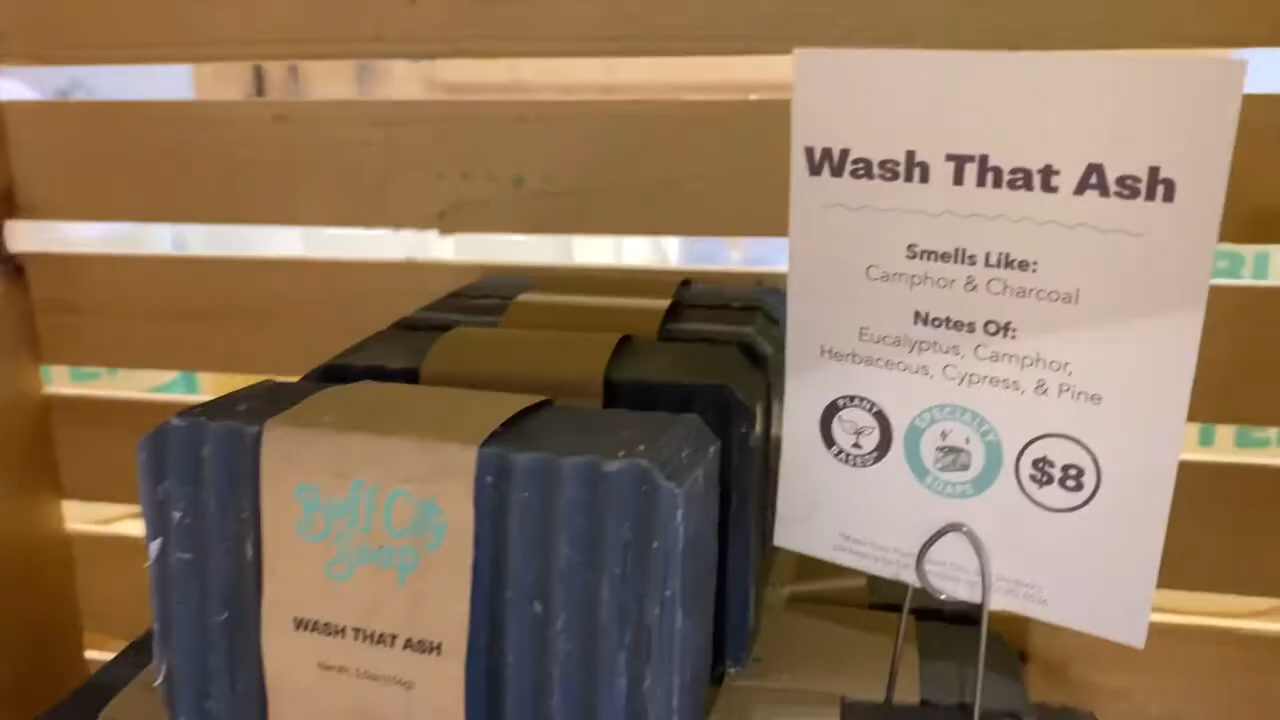 Wash That Ash
Smells Like:
Camphor & Charcoal
Notes Of:
Eucalyptus, Camphor,
Herbaceous, Cypress, & Pine
PLANT
BASED*
SPECIALTY
SOAPS
$8
Buff City
Soap
WASH THAT ASH